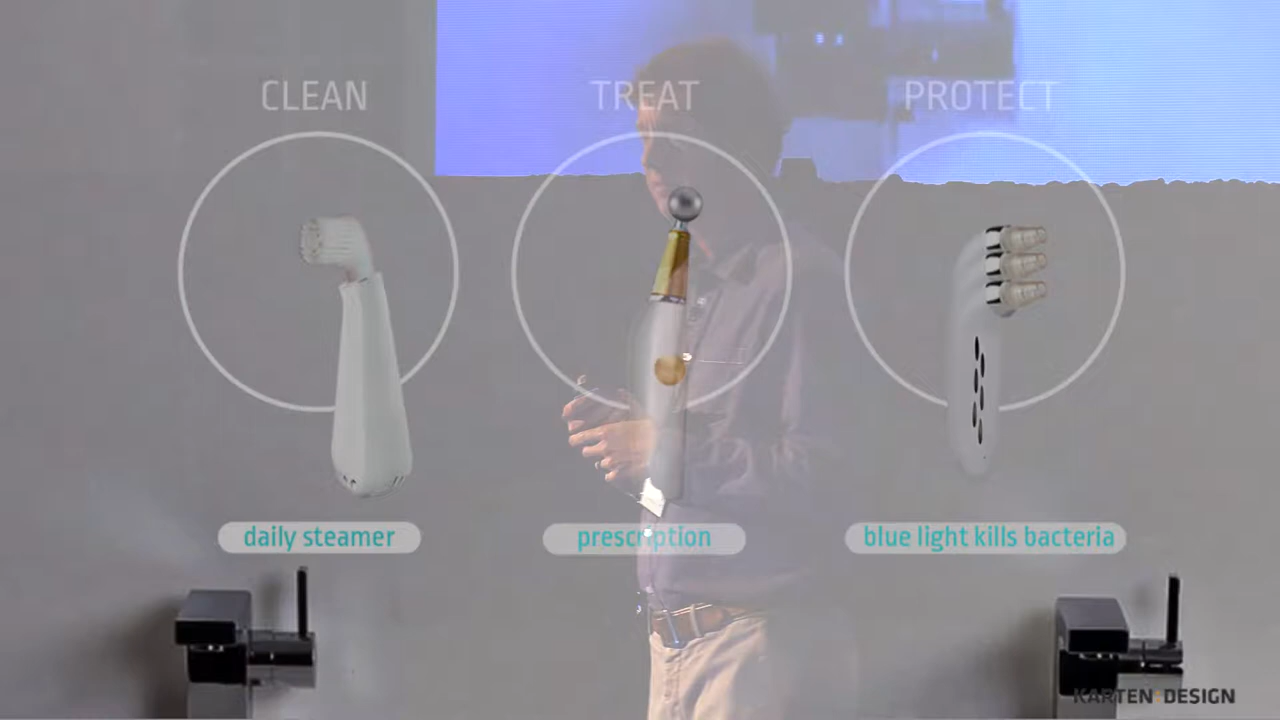 CLEAN
TREAT
PROTECT
daily steamer
prescription
blue light kills bacteria
KARTEN:DESIGN